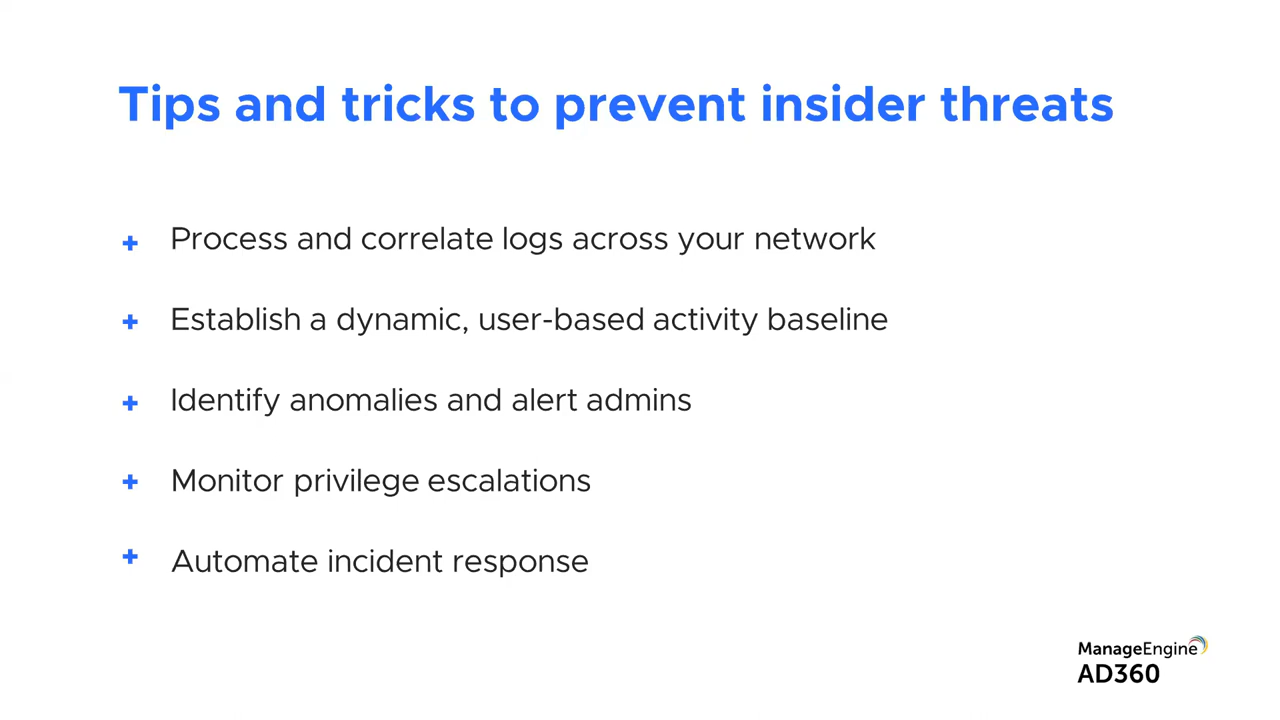 Tips and tricks to prevent insider threats
+ Process and correlate logs across your network
+ Establish a dynamic, user-based activity baseline
+ Identify anomalies and alert admins
+ Monitor privilege escalations
+ Automate incident response
ManageEngine
AD360